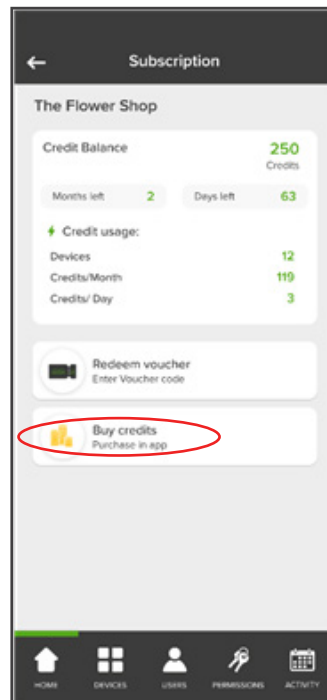 Subscription
The Flower Shop
Credit Balance
250
Credits
Months left 2 Days left 63
Credit usage:
Devices 12
Credits/Month 119
Credits/ Day 3
Redeem voucher
Enter Voucher code
Buy credits
Purchase in app
HOME DEVICES USERS PERMISSIONS ACTIVITY